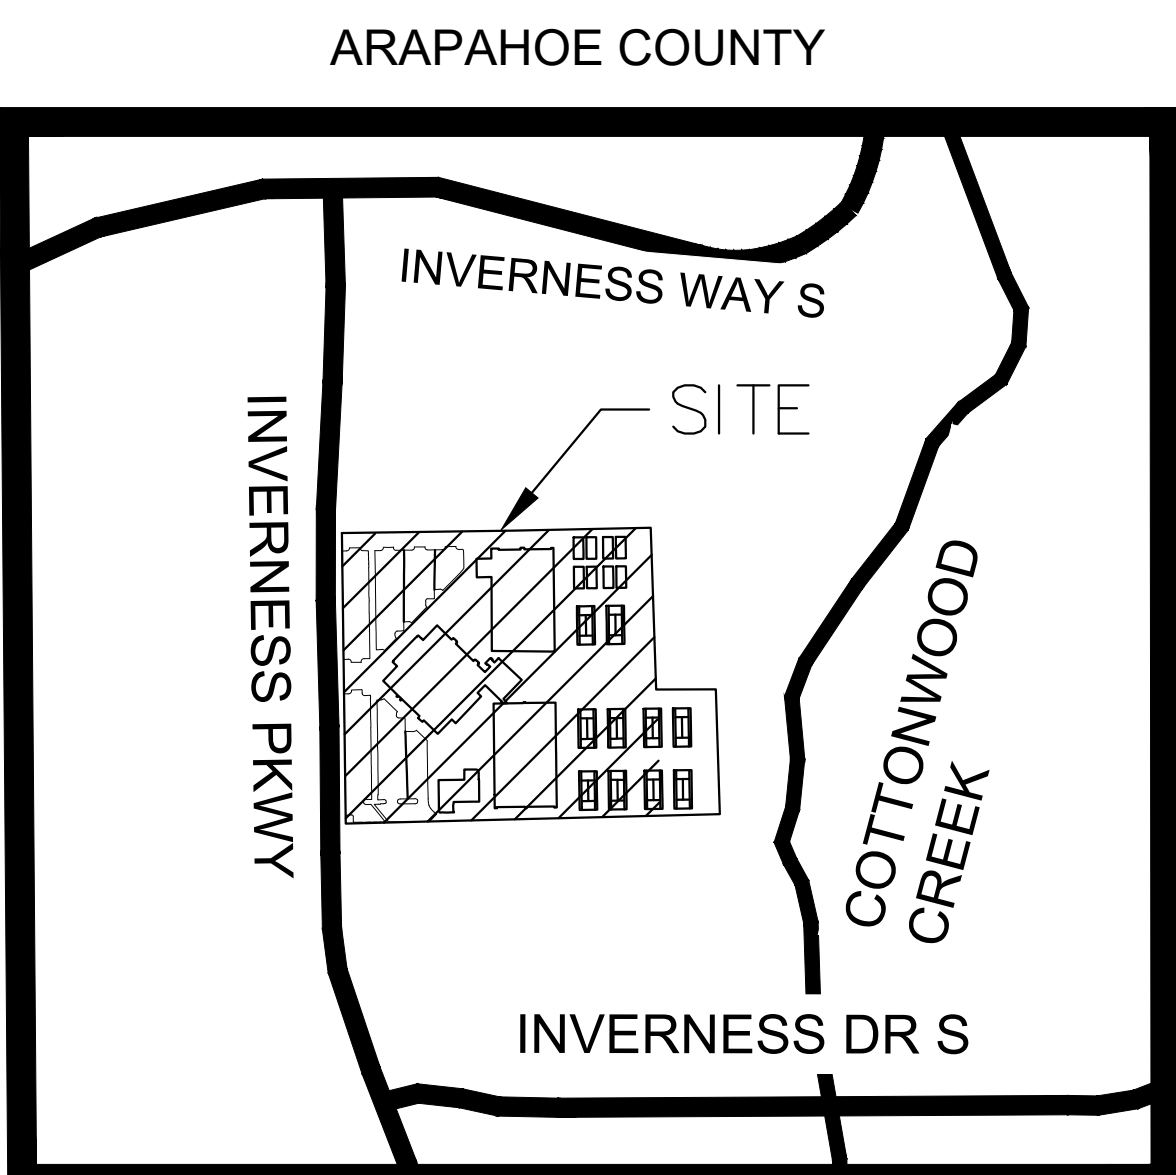 ARAPAHOE COUNTY
INVERNESS WAY S
SITE
INVERNESS PKWY
COTTONWOOD
CREEK
INVERNESS DR S